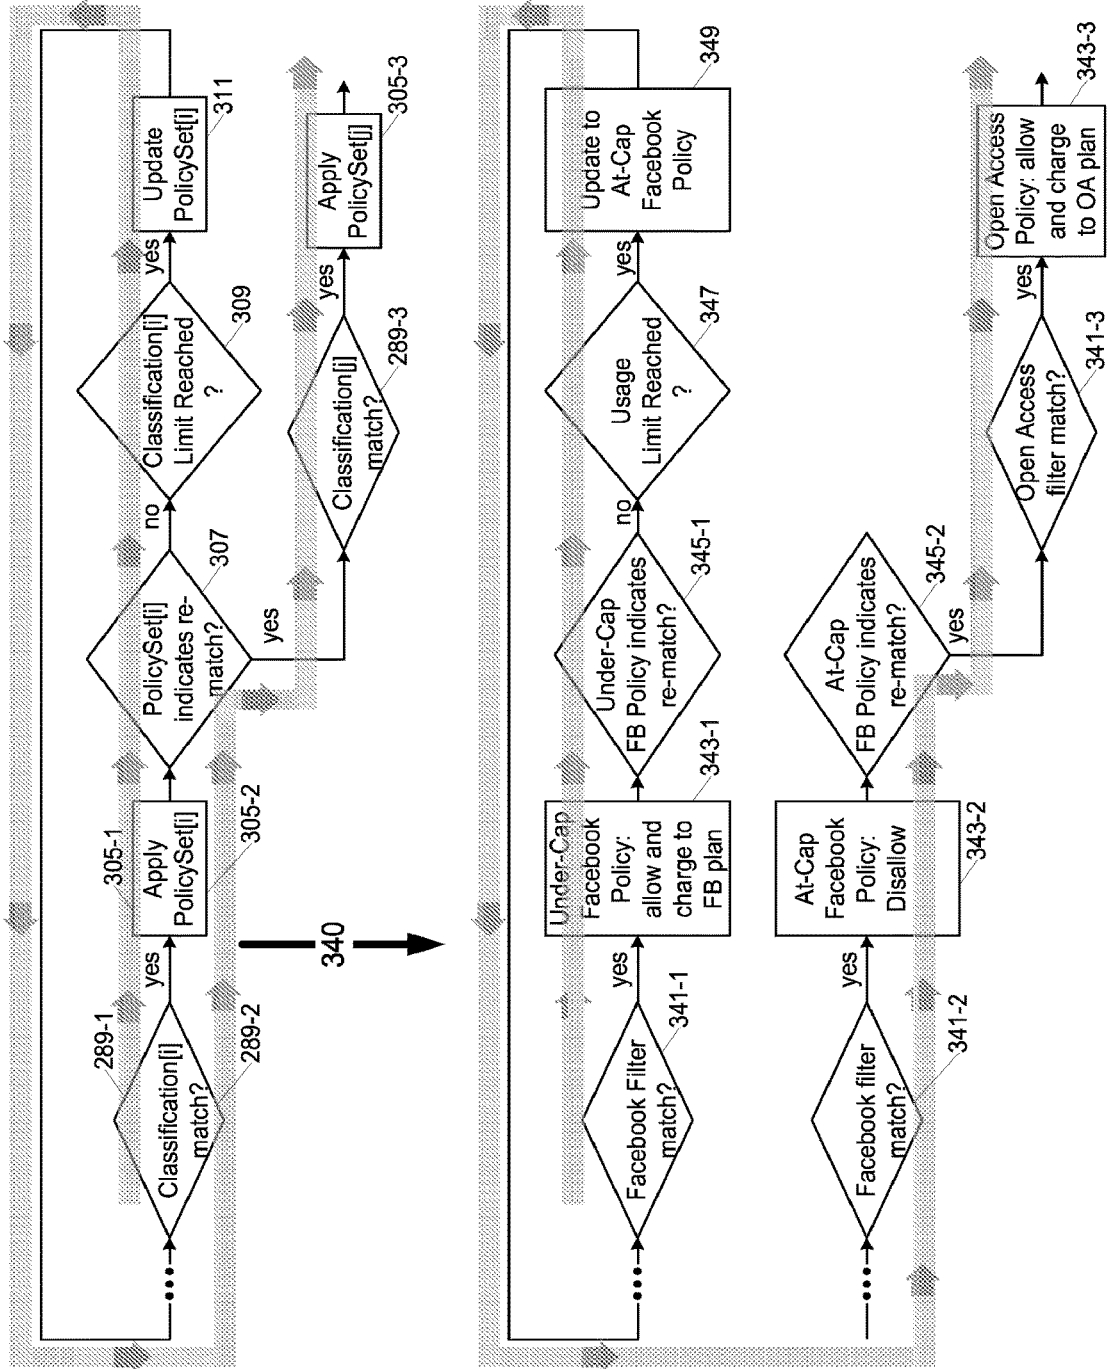 289-1
Classification[i]
match?
289-2
yes
305-1
Apply
PolicySet[i]
305-2
PolicySet[i]
indicates re-
match?
307
no
yes
Classification[i]
Limit Reached
?
309
yes
Update
PolicySet[i]
311
Classification[j]
match?
289-3
yes
Apply
PolicySet[j]
305-3
340
Facebook Filter
match?
341-1
yes
Under-Cap
Facebook
Policy:
allow and
charge to
FB plan
343-1
Under-Cap
FB Policy indicates
re-match?
345-1
no
Usage
Limit Reached
?
347
yes
Update to
At-Cap
Facebook
Policy
349
Facebook filter
match?
341-2
yes
At-Cap
Facebook
Policy:
Disallow
343-2
At-Cap
FB Policy indicates
re-match?
345-2
yes
Open Access
filter match?
341-3
yes
Open Access
Policy: allow
and charge
to OA plan
343-3